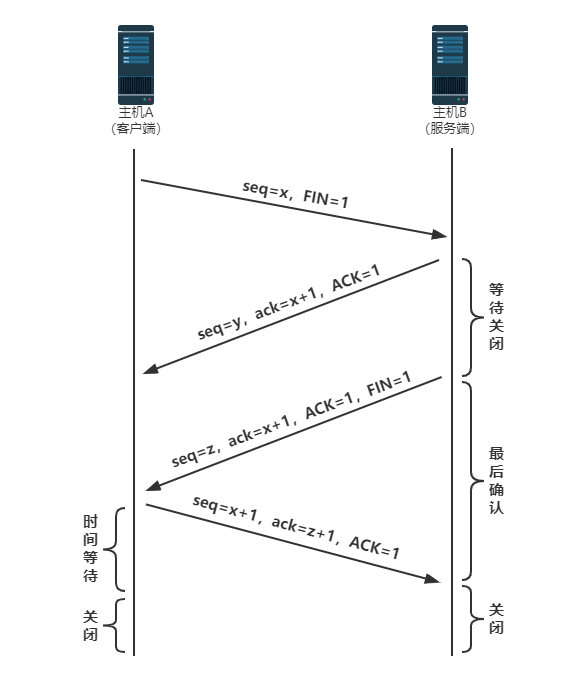 主机A
(客户端)
主机B
(服务端)
seq=x, FIN=1
seq=y, ack=x+1, ACK=1
等待关闭
seq=z, ack=x+1, ACK=1, FIN=1
最后确认
seq=x+1, ack=z+1, ACK=1
时间等待
关闭
关闭